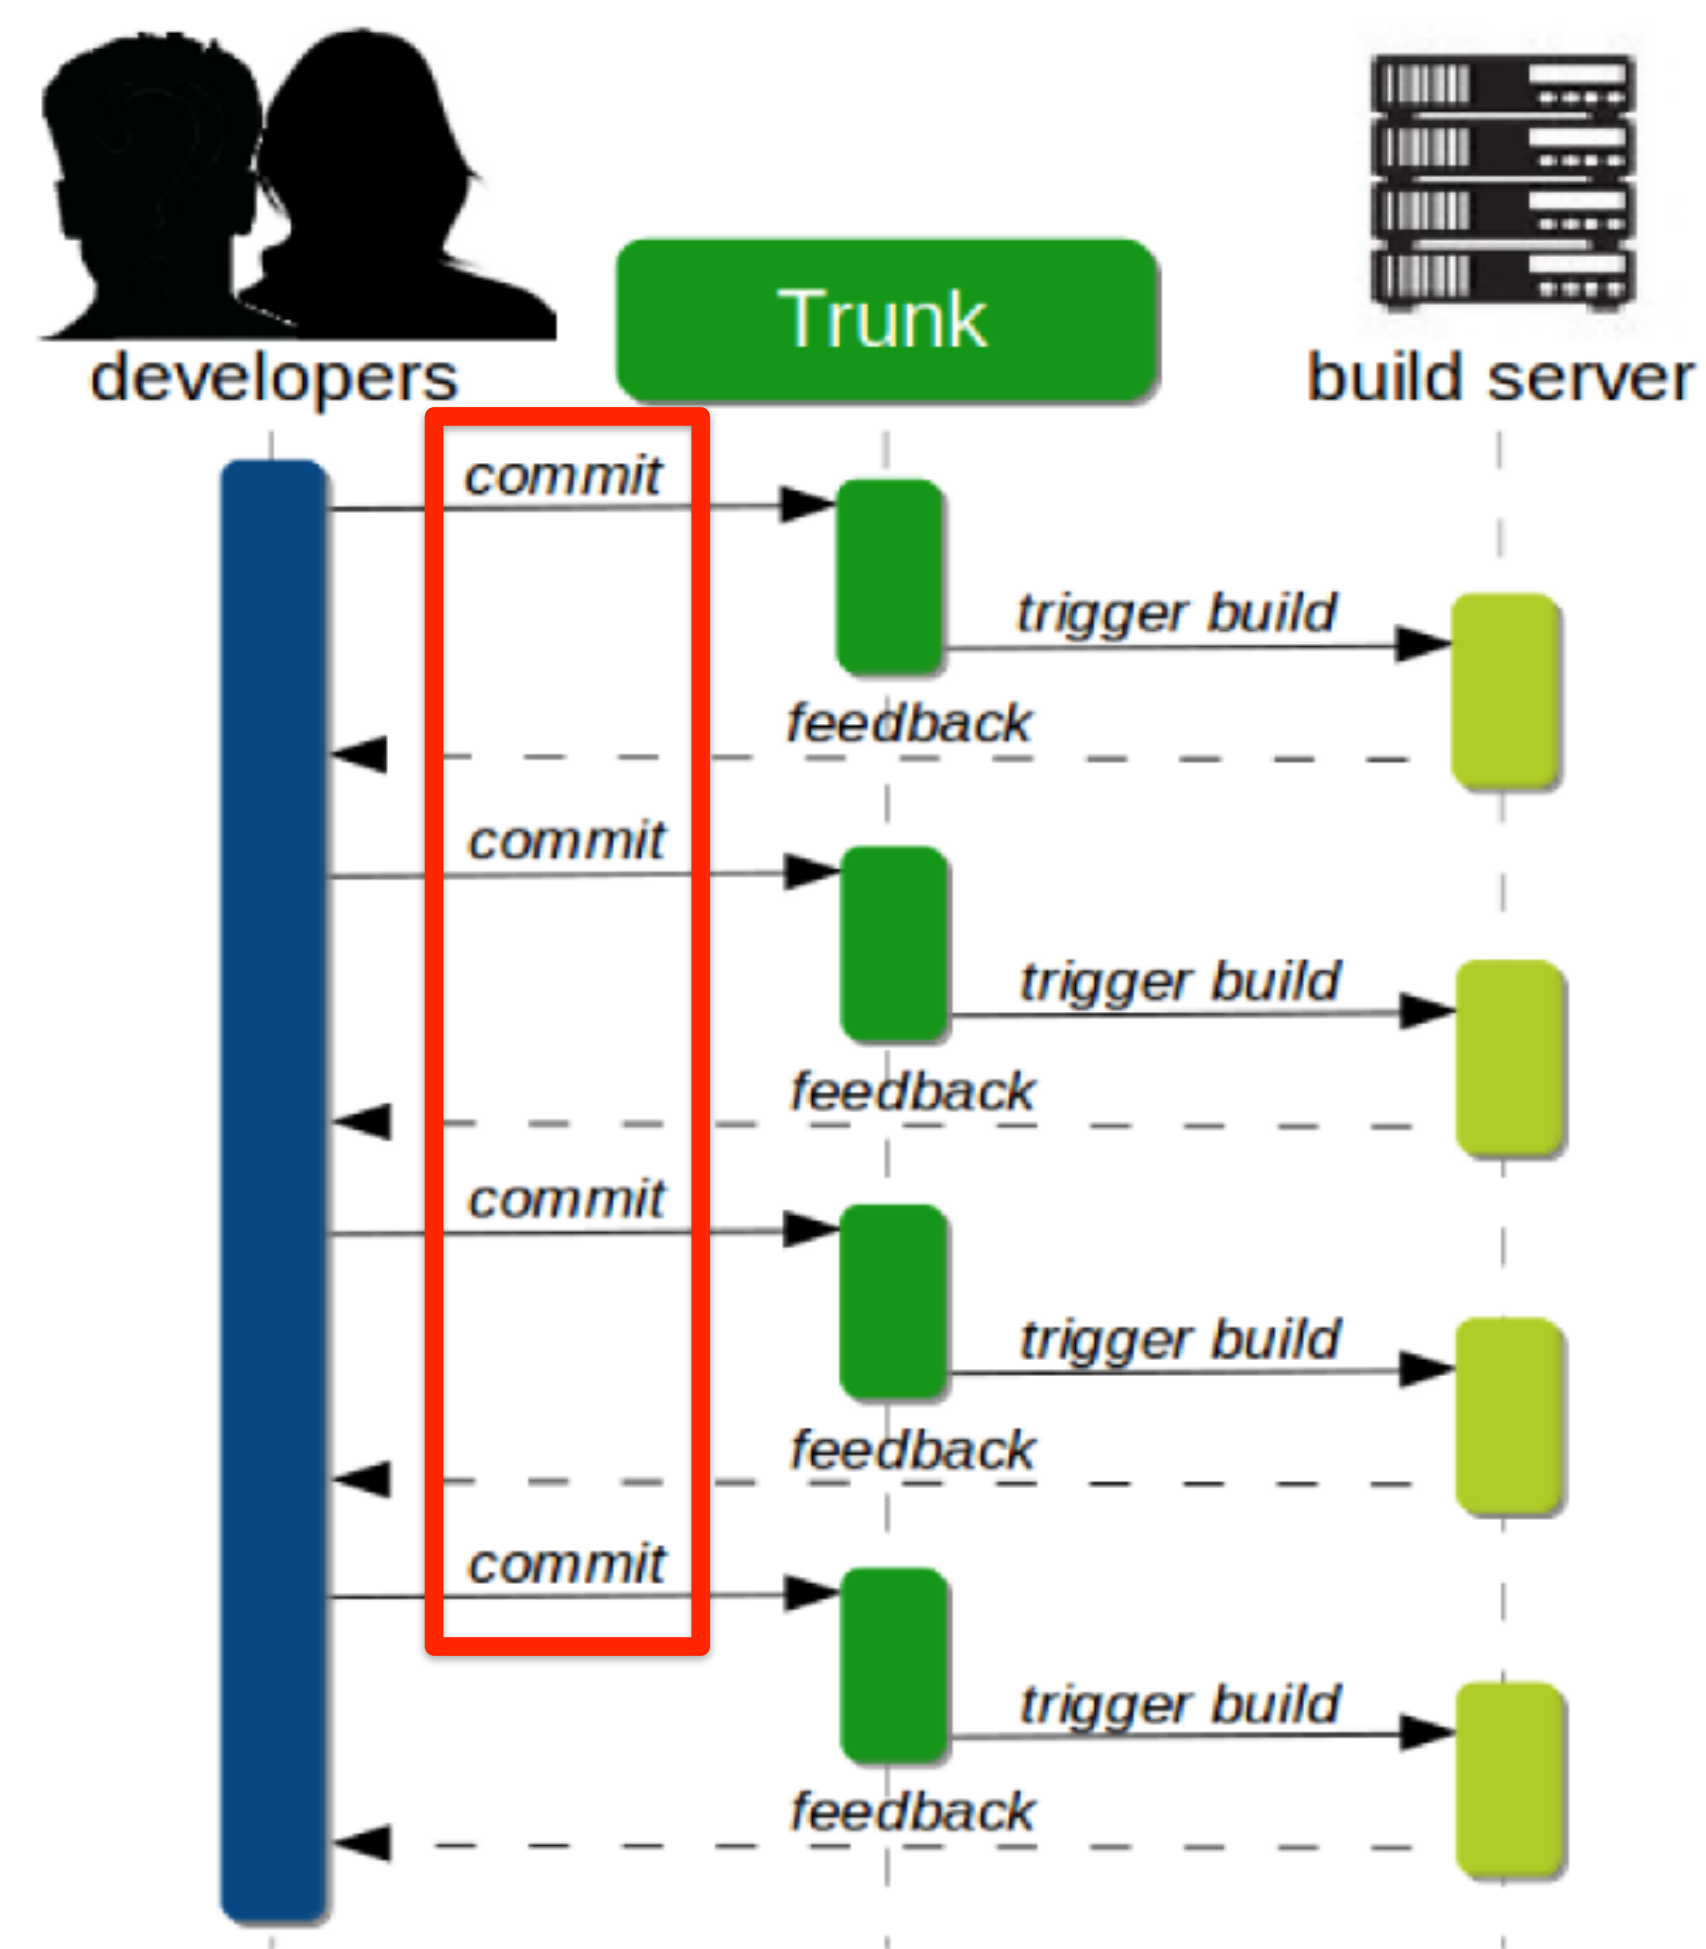 Trunk
developers
build server
commit
trigger build
feedback
commit
trigger build
feedback
commit
trigger build
feedback
commit
trigger build
feedback